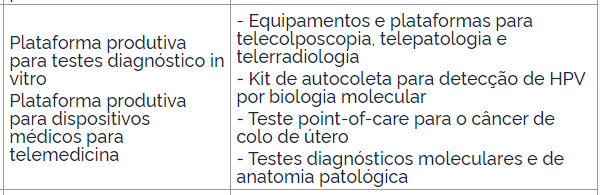 Plataforma produtiva
para testes diagnóstico in
vitro
Plataforma produtiva
para dispositivos
médicos para
telemedicina
- Equipamentos e plataformas para
telecolposcopia, telepatologia e
telerradiologia
- Kit de autocoleta para detecção de HPV
por biologia molecular
- Teste point-of-care para o câncer de
colo de útero
- Testes diagnósticos moleculares e de
anatomia patológica